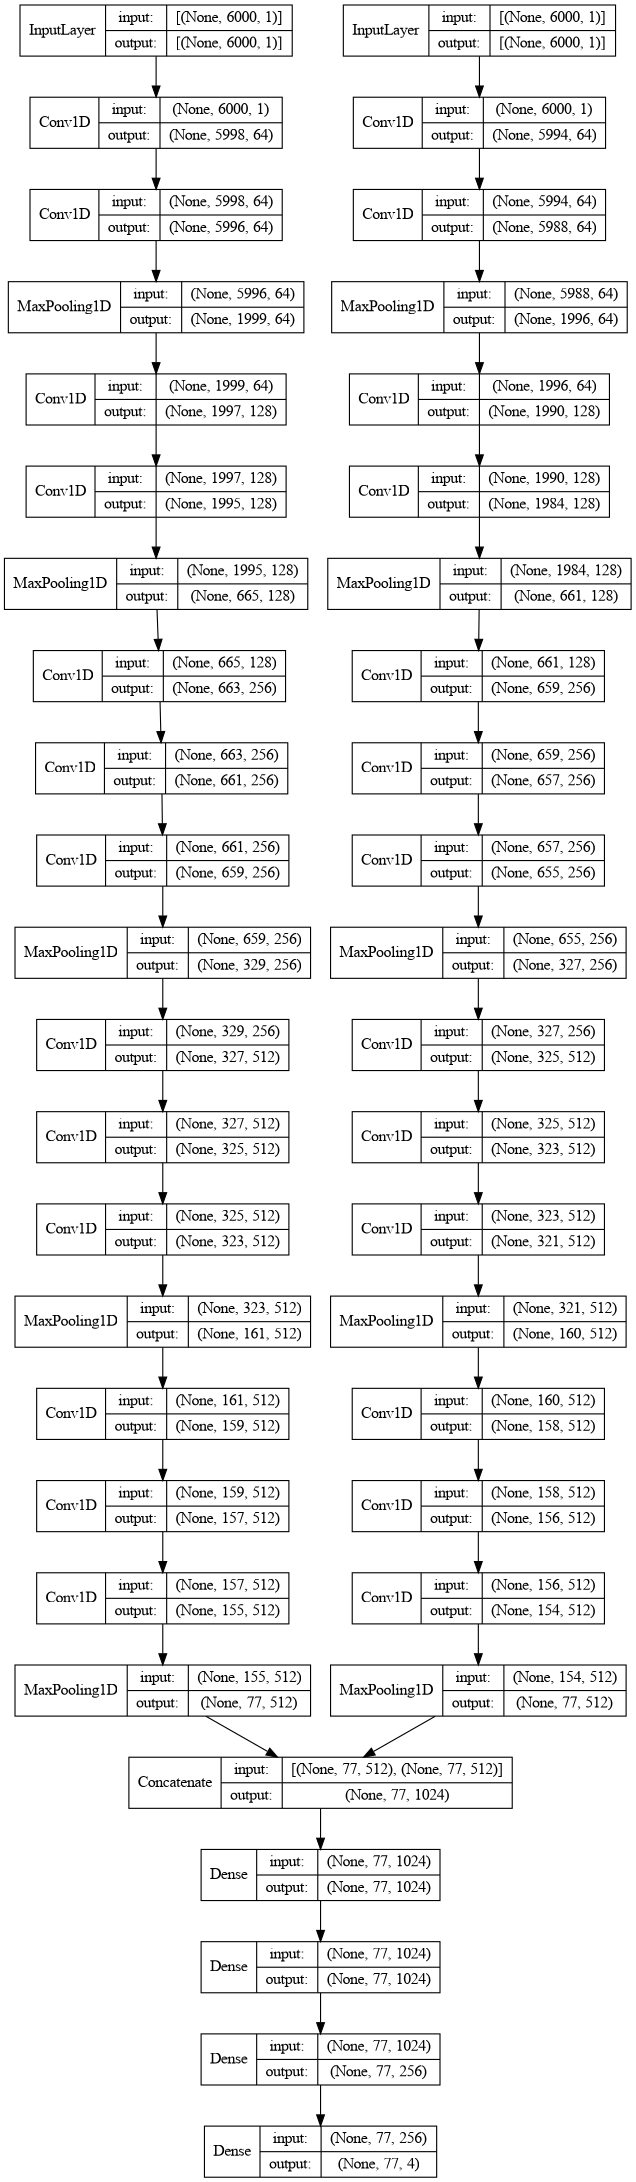 InputLayer input: [(None, 6000, 1)]
output: [(None, 6000, 1)]
Conv1D input: (None, 6000, 1)
output: (None, 5998, 64)
Conv1D input: (None, 5998, 64)
output: (None, 5996, 64)
MaxPooling1D input: (None, 5996, 64)
output: (None, 1999, 64)
Conv1D input: (None, 1999, 64)
output: (None, 1997, 128)
Conv1D input: (None, 1997, 128)
output: (None, 1995, 128)
MaxPooling1D input: (None, 1995, 128)
output: (None, 665, 128)
Conv1D input: (None, 665, 128)
output: (None, 663, 256)
Conv1D input: (None, 663, 256)
output: (None, 661, 256)
Conv1D input: (None, 661, 256)
output: (None, 659, 256)
MaxPooling1D input: (None, 659, 256)
output: (None, 329, 256)
Conv1D input: (None, 329, 256)
output: (None, 327, 512)
Conv1D input: (None, 327, 512)
output: (None, 325, 512)
Conv1D input: (None, 325, 512)
output: (None, 323, 512)
MaxPooling1D input: (None, 323, 512)
output: (None, 161, 512)
Conv1D input: (None, 161, 512)
output: (None, 159, 512)
Conv1D input: (None, 159, 512)
output: (None, 157, 512)
Conv1D input: (None, 157, 512)
output: (None, 155, 512)
MaxPooling1D input: (None, 155, 512)
output: (None, 77, 512)
InputLayer input: [(None, 6000, 1)]
output: [(None, 6000, 1)]
Conv1D input: (None, 6000, 1)
output: (None, 5994, 64)
Conv1D input: (None, 5994, 64)
output: (None, 5988, 64)
MaxPooling1D input: (None, 5988, 64)
output: (None, 1996, 64)
Conv1D input: (None, 1996, 64)
output: (None, 1990, 128)
Conv1D input: (None, 1990, 128)
output: (None, 1984, 128)
MaxPooling1D input: (None, 1984, 128)
output: (None, 661, 128)
Conv1D input: (None, 661, 128)
output: (None, 659, 256)
Conv1D input: (None, 659, 256)
output: (None, 657, 256)
Conv1D input: (None, 657, 256)
output: (None, 655, 256)
MaxPooling1D input: (None, 655, 256)
output: (None, 327, 256)
Conv1D input: (None, 327, 256)
output: (None, 325, 512)
Conv1D input: (None, 325, 512)
output: (None, 323, 512)
Conv1D input: (None, 323, 512)
output: (None, 321, 512)
MaxPooling1D input: (None, 321, 512)
output: (None, 160, 512)
Conv1D input: (None, 160, 512)
output: (None, 158, 512)
Conv1D input: (None, 158, 512)
output: (None, 156, 512)
Conv1D input: (None, 156, 512)
output: (None, 154, 512)
MaxPooling1D input: (None, 154, 512)
output: (None, 77, 512)
Concatenate input: [(None, 77, 512), (None, 77, 512)]
output: (None, 77, 1024)
Dense input: (None, 77, 1024)
output: (None, 77, 1024)
Dense input: (None, 77, 1024)
output: (None, 77, 1024)
Dense input: (None, 77, 1024)
output: (None, 77, 256)
Dense input: (None, 77, 256)
output: (None, 77, 4)